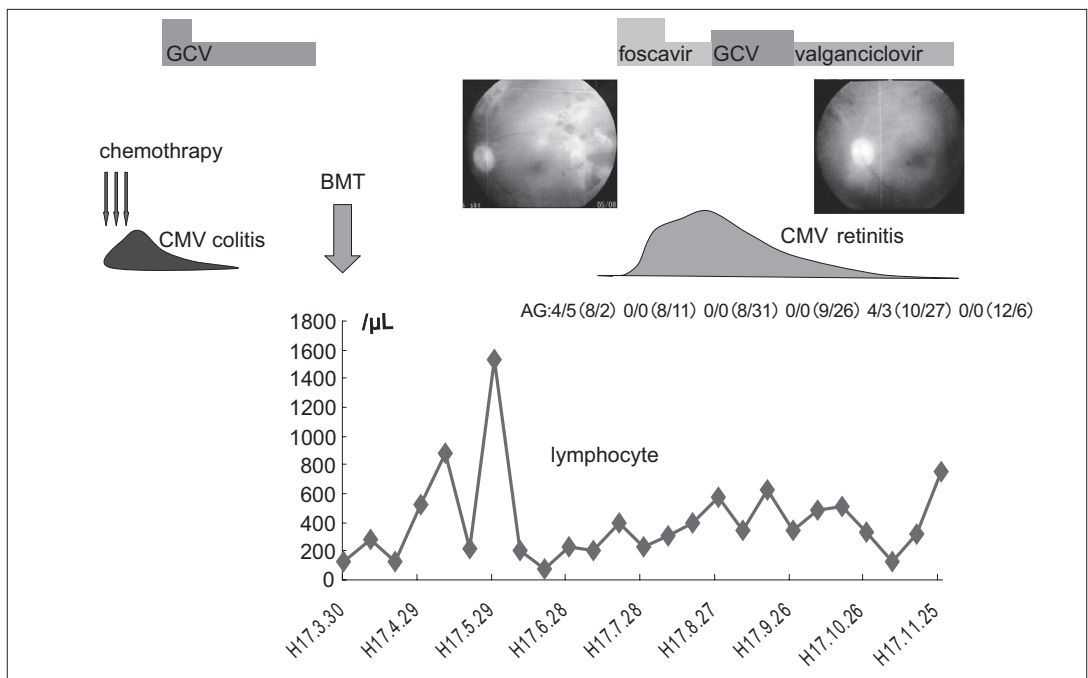 GCV
foscavir GCV valganciclovir
chemothrapy
BMT
CMV colitis
CMV retinitis
AG:4/5(8/2) 0/0(8/11) 0/0(8/31) 0/0(9/26) 4/3(10/27) 0/0(12/6)
/μL
1800
1600
1400
1200
1000
800
600
400
200
0
lymphocyte
H17.3.30
H17.4.29
H17.5.29
H17.6.28
H17.7.28
H17.8.27
H17.9.26
H17.10.26
H17.11.25